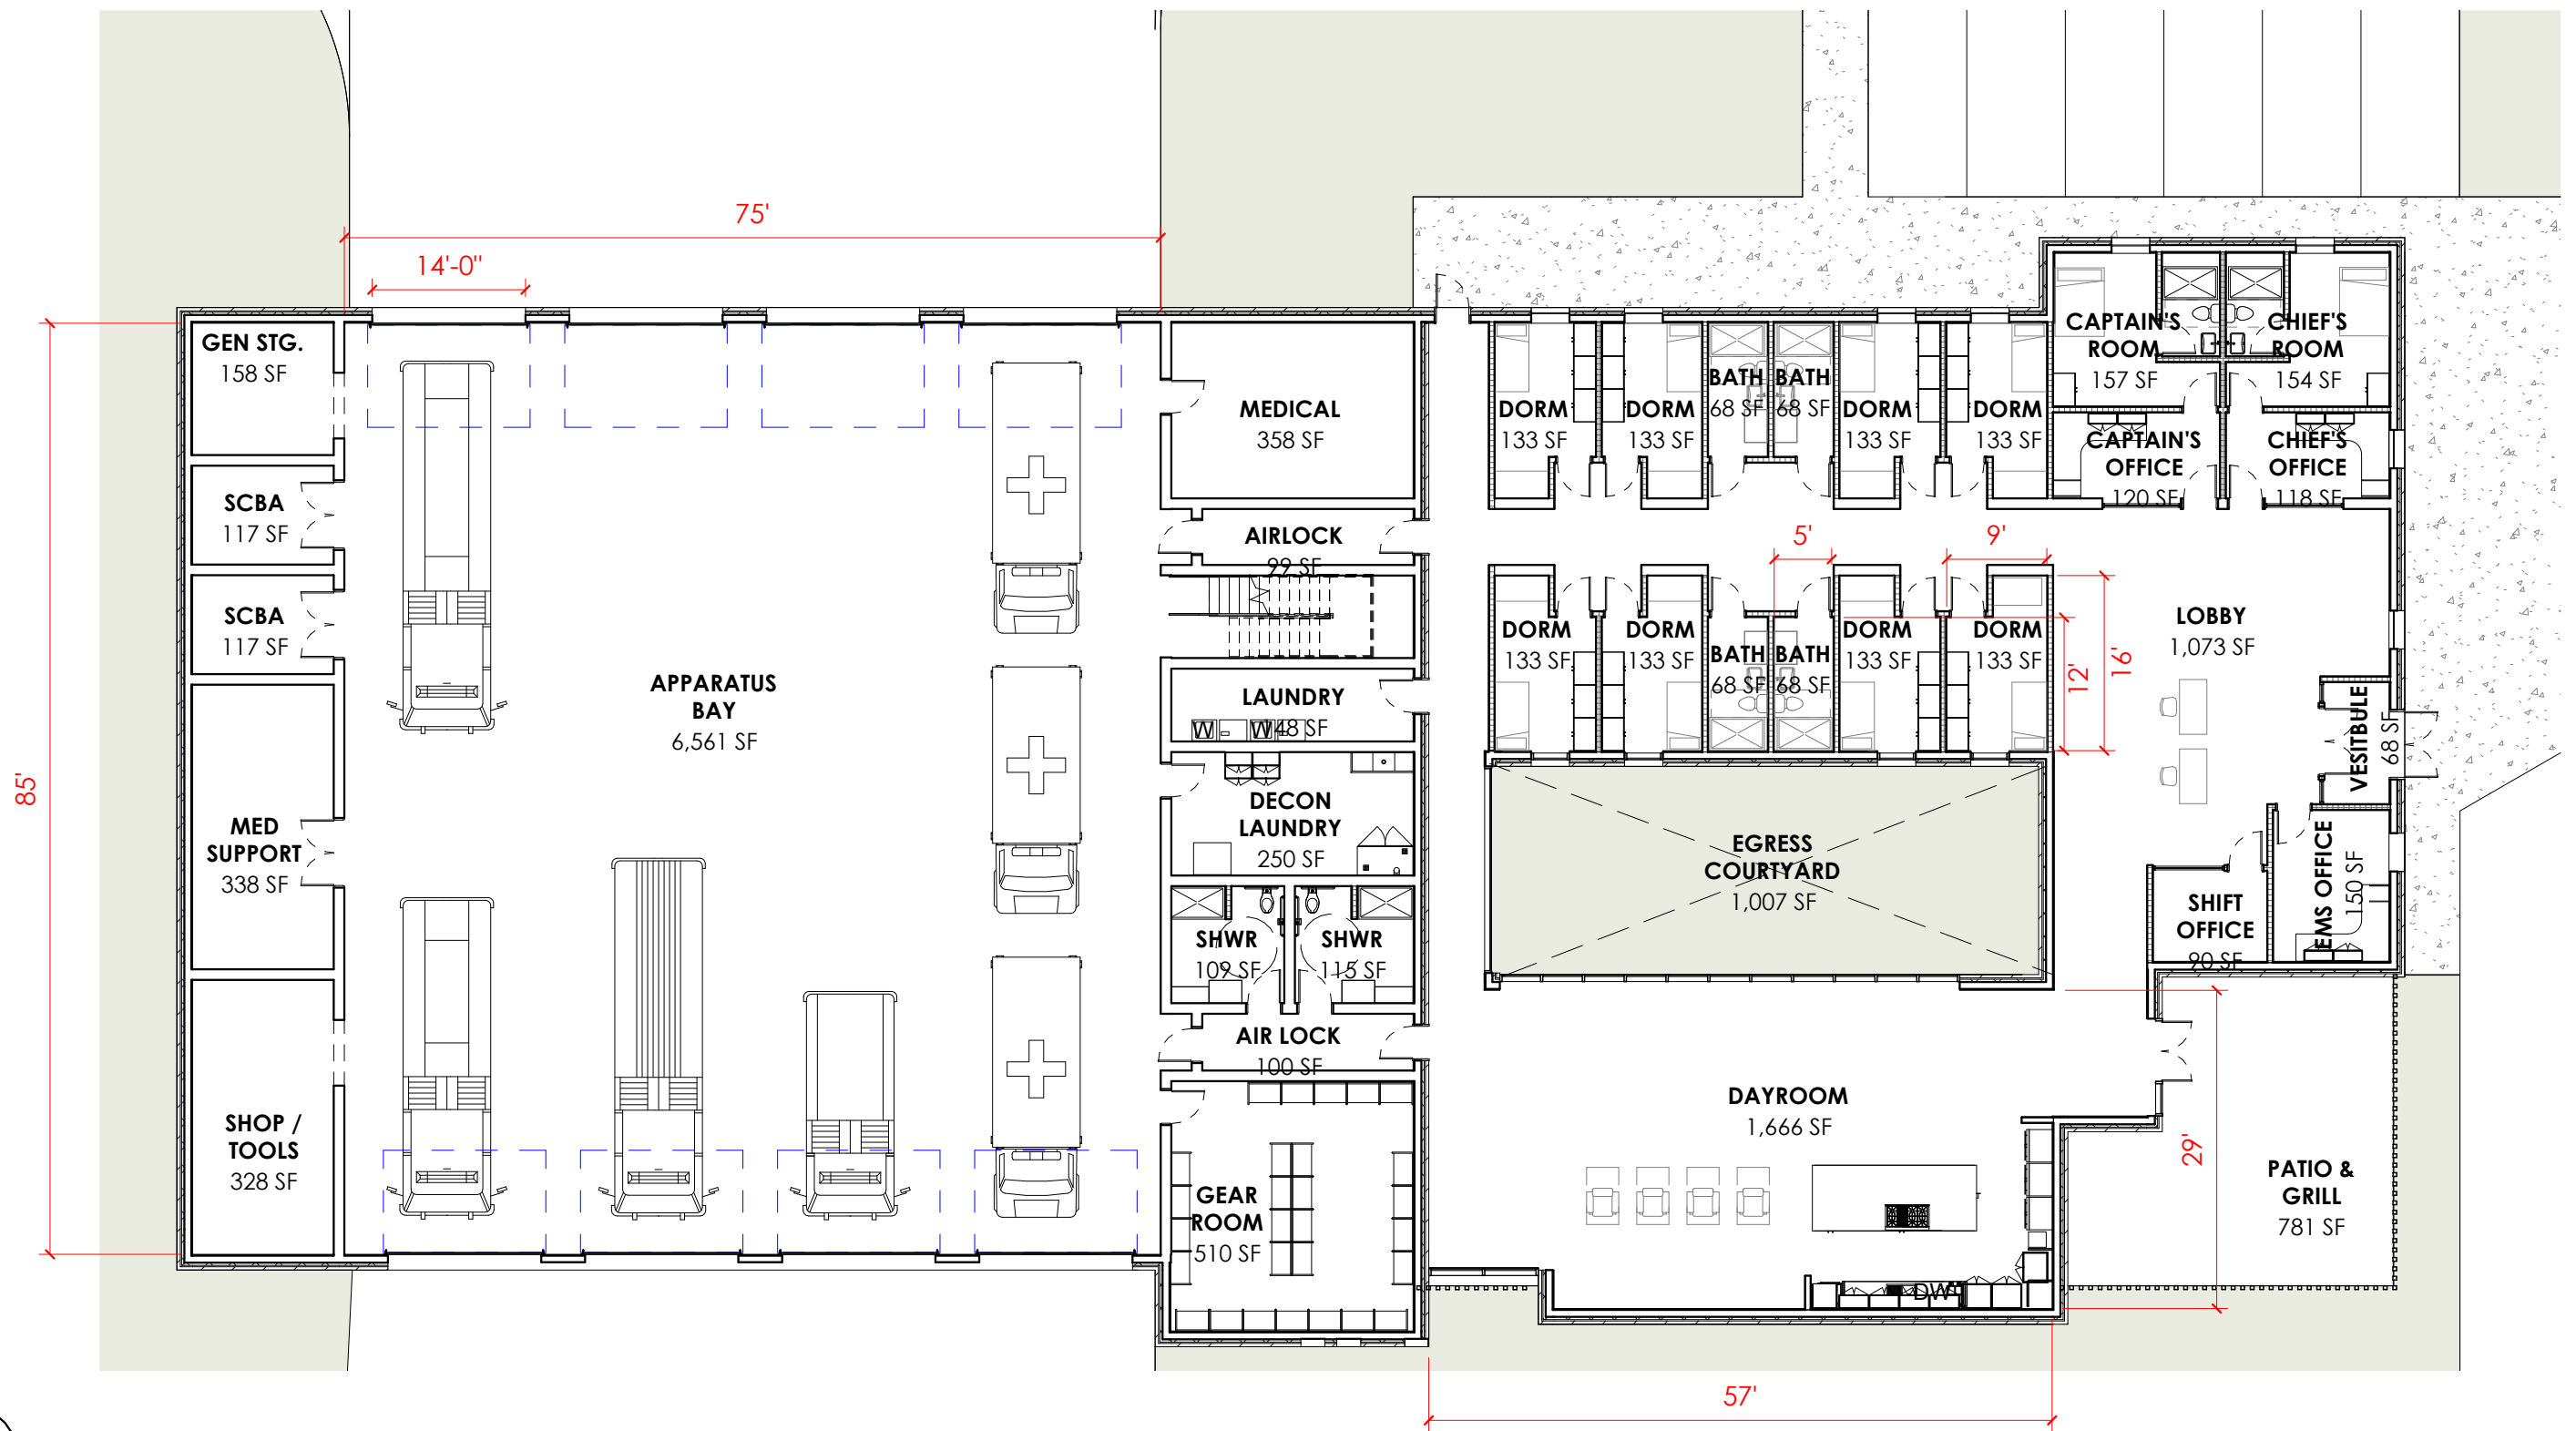 75'
14'-0"
85'
GEN STG.
158 SF
SCBA
117 SF
SCBA
117 SF
MED
SUPPORT
338 SF
SHOP /
TOOLS
328 SF
APPARATUS
BAY
6,561 SF
MEDICAL
358 SF
AIRLOCK
99 SF
LAUNDRY
W W 148 SF
DECON
LAUNDRY
250 SF
SHWR
109 SF
SHWR
115 SF
AIR LOCK
100 SF
GEAR
ROOM
510 SF
DORM
133 SF
DORM
133 SF
BATH
68 SF
BATH
68 SF
DORM
133 SF
DORM
133 SF
CAPTAIN'S
ROOM
157 SF
CHIEF'S
ROOM
154 SF
CAPTAIN'S
OFFICE
120 SF
CHIEF'S
OFFICE
118 SF
5'
9'
DORM
133 SF
DORM
133 SF
BATH
68 SF
BATH
68 SF
DORM
133 SF
DORM
133 SF
12'
16'
LOBBY
1,073 SF
VESITBULE
68 SF
EGRESS
COURTYARD
1,007 SF
SHIFT
OFFICE
90 SF
EMS OFFICE
150 SF
DAYROOM
1,666 SF
29'
PATIO &
GRILL
781 SF
DW
57'